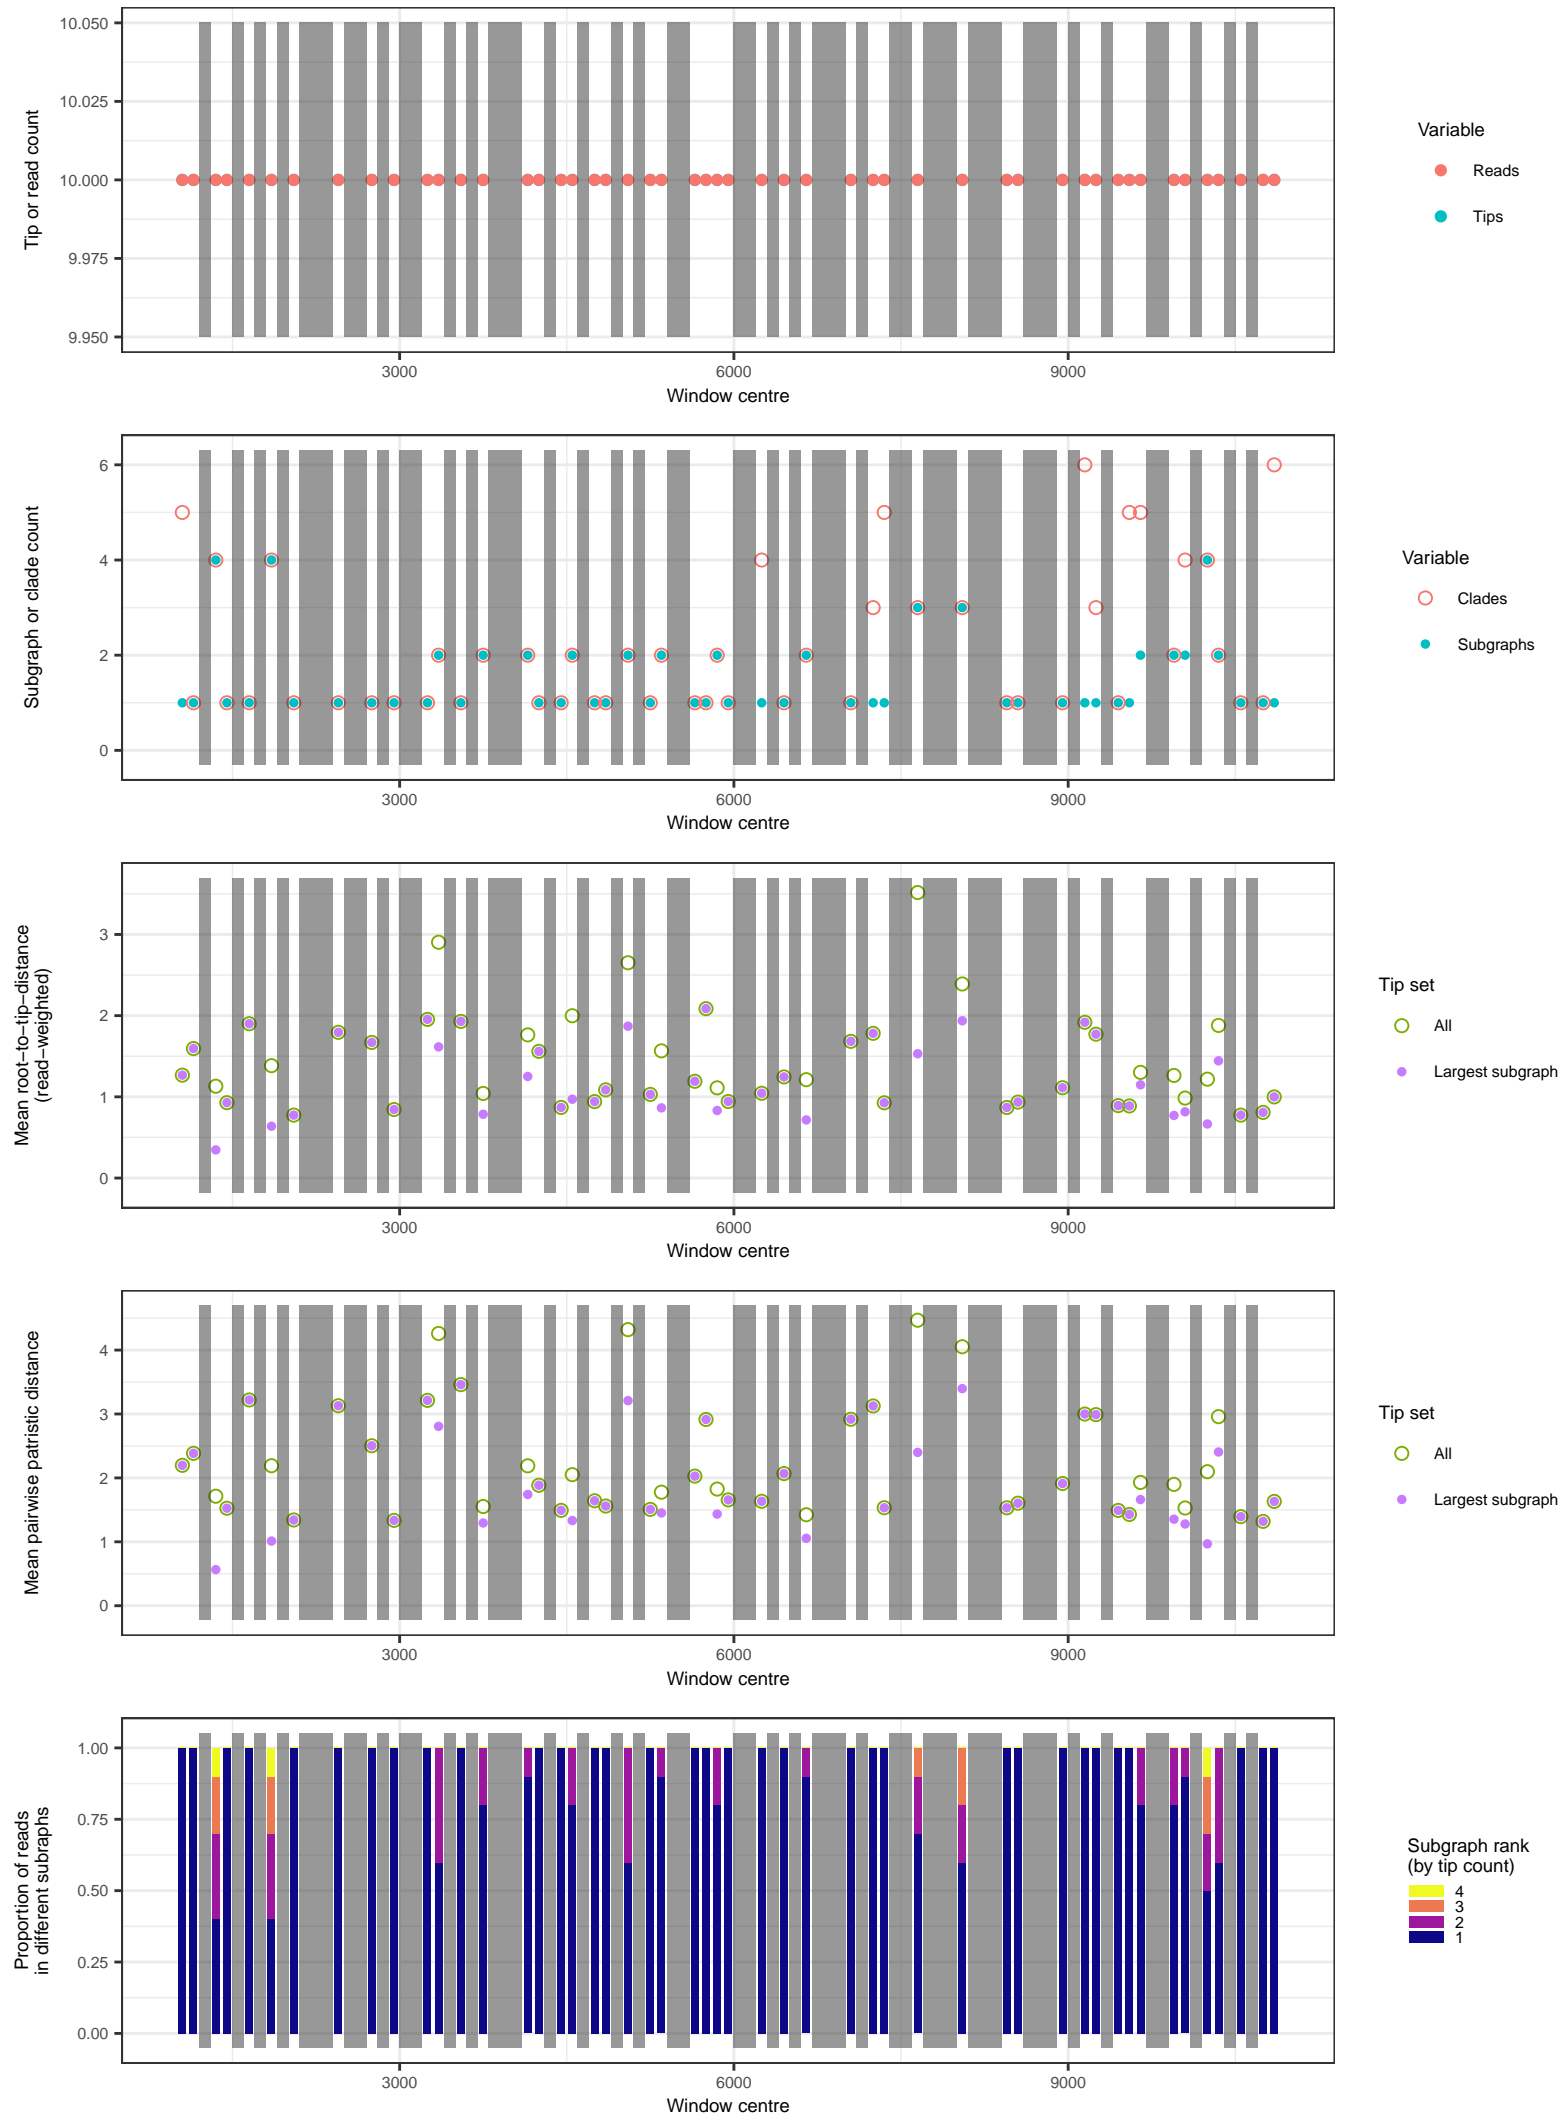 10.050
10.025
10.000
9.975
9.950
Tip or read count
3000
6000
9000
Window centre
Variable
Reads
Tips
6
4
2
0
Subgraph or clade count
3000
6000
9000
Window centre
Variable
Clades
Subgraphs
3
2
1
0
Mean root−to−tip−distance
(read−weighted)
3000
6000
9000
Window centre
Tip set
All
Largest subgraph
4
3
2
1
0
Mean pairwise patristic distance
3000
6000
9000
Window centre
Tip set
All
Largest subgraph
1.00
0.75
0.50
0.25
0.00
Proportion of reads
in different subraphs
3000
6000
9000
Window centre
Subgraph rank
(by tip count)
4
3
2
1